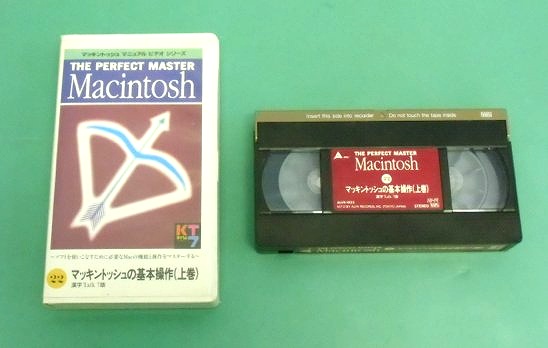 マッキントッシュ マニュアル ビデオ シリーズ
THE PERFECT MASTER
Macintosh
KT
7
〜ソフトを使いこなすために必要なMacの機能と操作をマスターする〜
22 マッキントッシュの基本操作(上巻)
漢字Talk 7版
Insert this side into recorder Do not touch the tape inside
THE PERFECT MASTER
Macintosh
22
マッキントッシュの基本操作(上巻)
漢字Talk 7版
STEREO
VHS